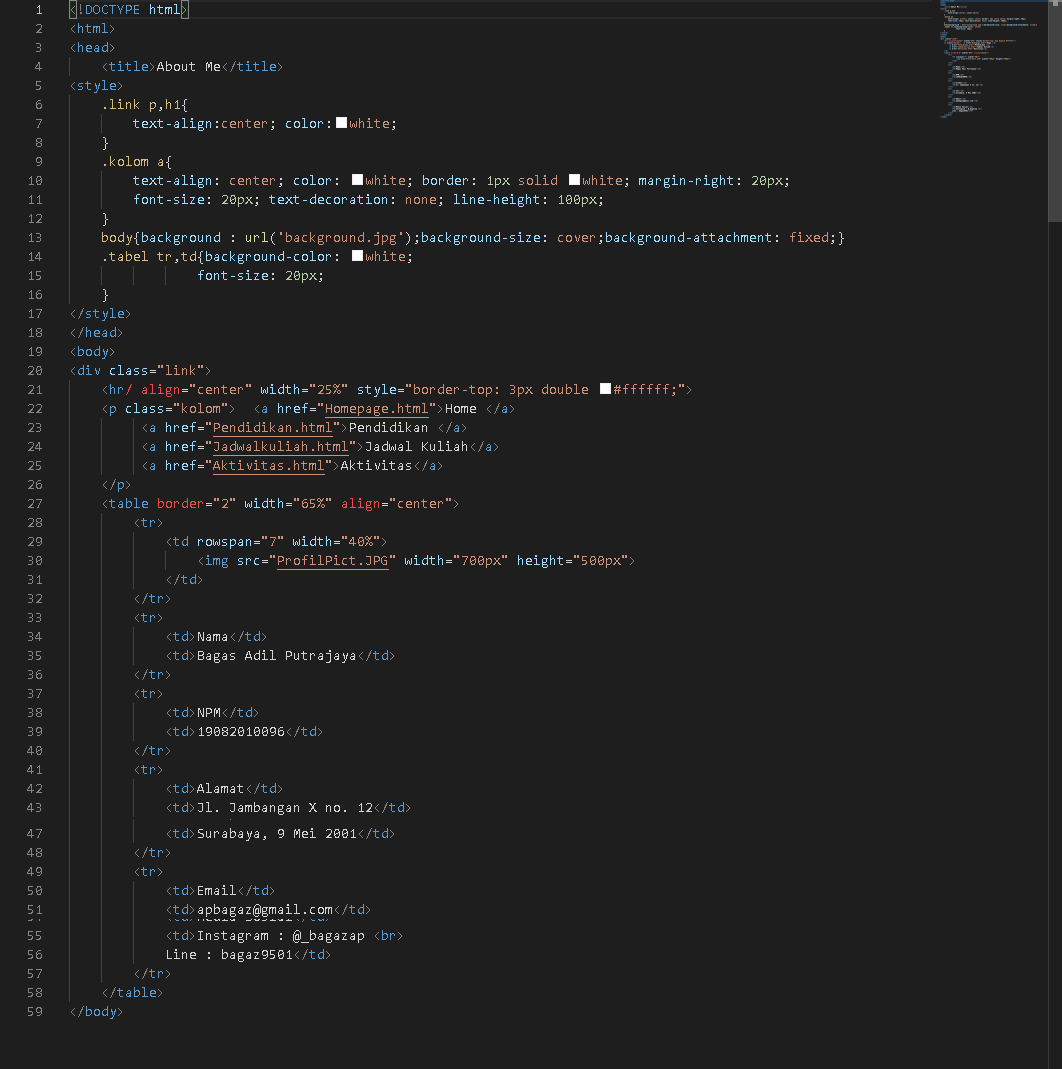 1 <!DOCTYPE html>
2 <html>
3 <head>
4     <title>About Me</title>
5 <style>
6     .link p,h1{
7         text-align:center; color:white;
8     }
9     .kolom a{
10         text-align: center; color: white; border: 1px solid white; margin-right: 20px;
11         font-size: 20px; text-decoration: none; line-height: 100px;
12     }
13     body{background : url('background.jpg');background-size: cover;background-attachment: fixed;}
14     .tabel tr,td{background-color: white;
15                 font-size: 20px;
16     }
17 </style>
18 </head>
19 <body>
20 <div class="link">
21     <hr/ align="center" width="25%" style="border-top: 3px double #ffffff;">
22     <p class="kolom">  <a href="Homepage.html">Home </a>
23          <a href="Pendidikan.html">Pendidikan </a>
24          <a href="Jadwalkuliah.html">Jadwal Kuliah</a>
25          <a href="Aktivitas.html">Aktivitas</a>
26     </p>
27     <table border="2" width="65%" align="center">
28         <tr>
29             <td rowspan="7" width="40%">
30                 <img src="ProfilPict.JPG" width="700px" height="500px">
31             </td>
32         </tr>
33         <tr>
34             <td>Nama</td>
35             <td>Bagas Adil Putrajaya</td>
36         </tr>
37         <tr>
38             <td>NPM</td>
39             <td>19082010096</td>
40         </tr>
41         <tr>
42             <td>Alamat</td>
43             <td>Jl. Jambangan X no. 12</td>
47             <td>Surabaya, 9 Mei 2001</td>
48         </tr>
49         <tr>
50             <td>Email</td>
51             <td>apbagaz@gmail.com</td>
55             <td>Instagram : @_bagazap <br>
56             Line : bagaz9501</td>
57         </tr>
58     </table>
59 </body>